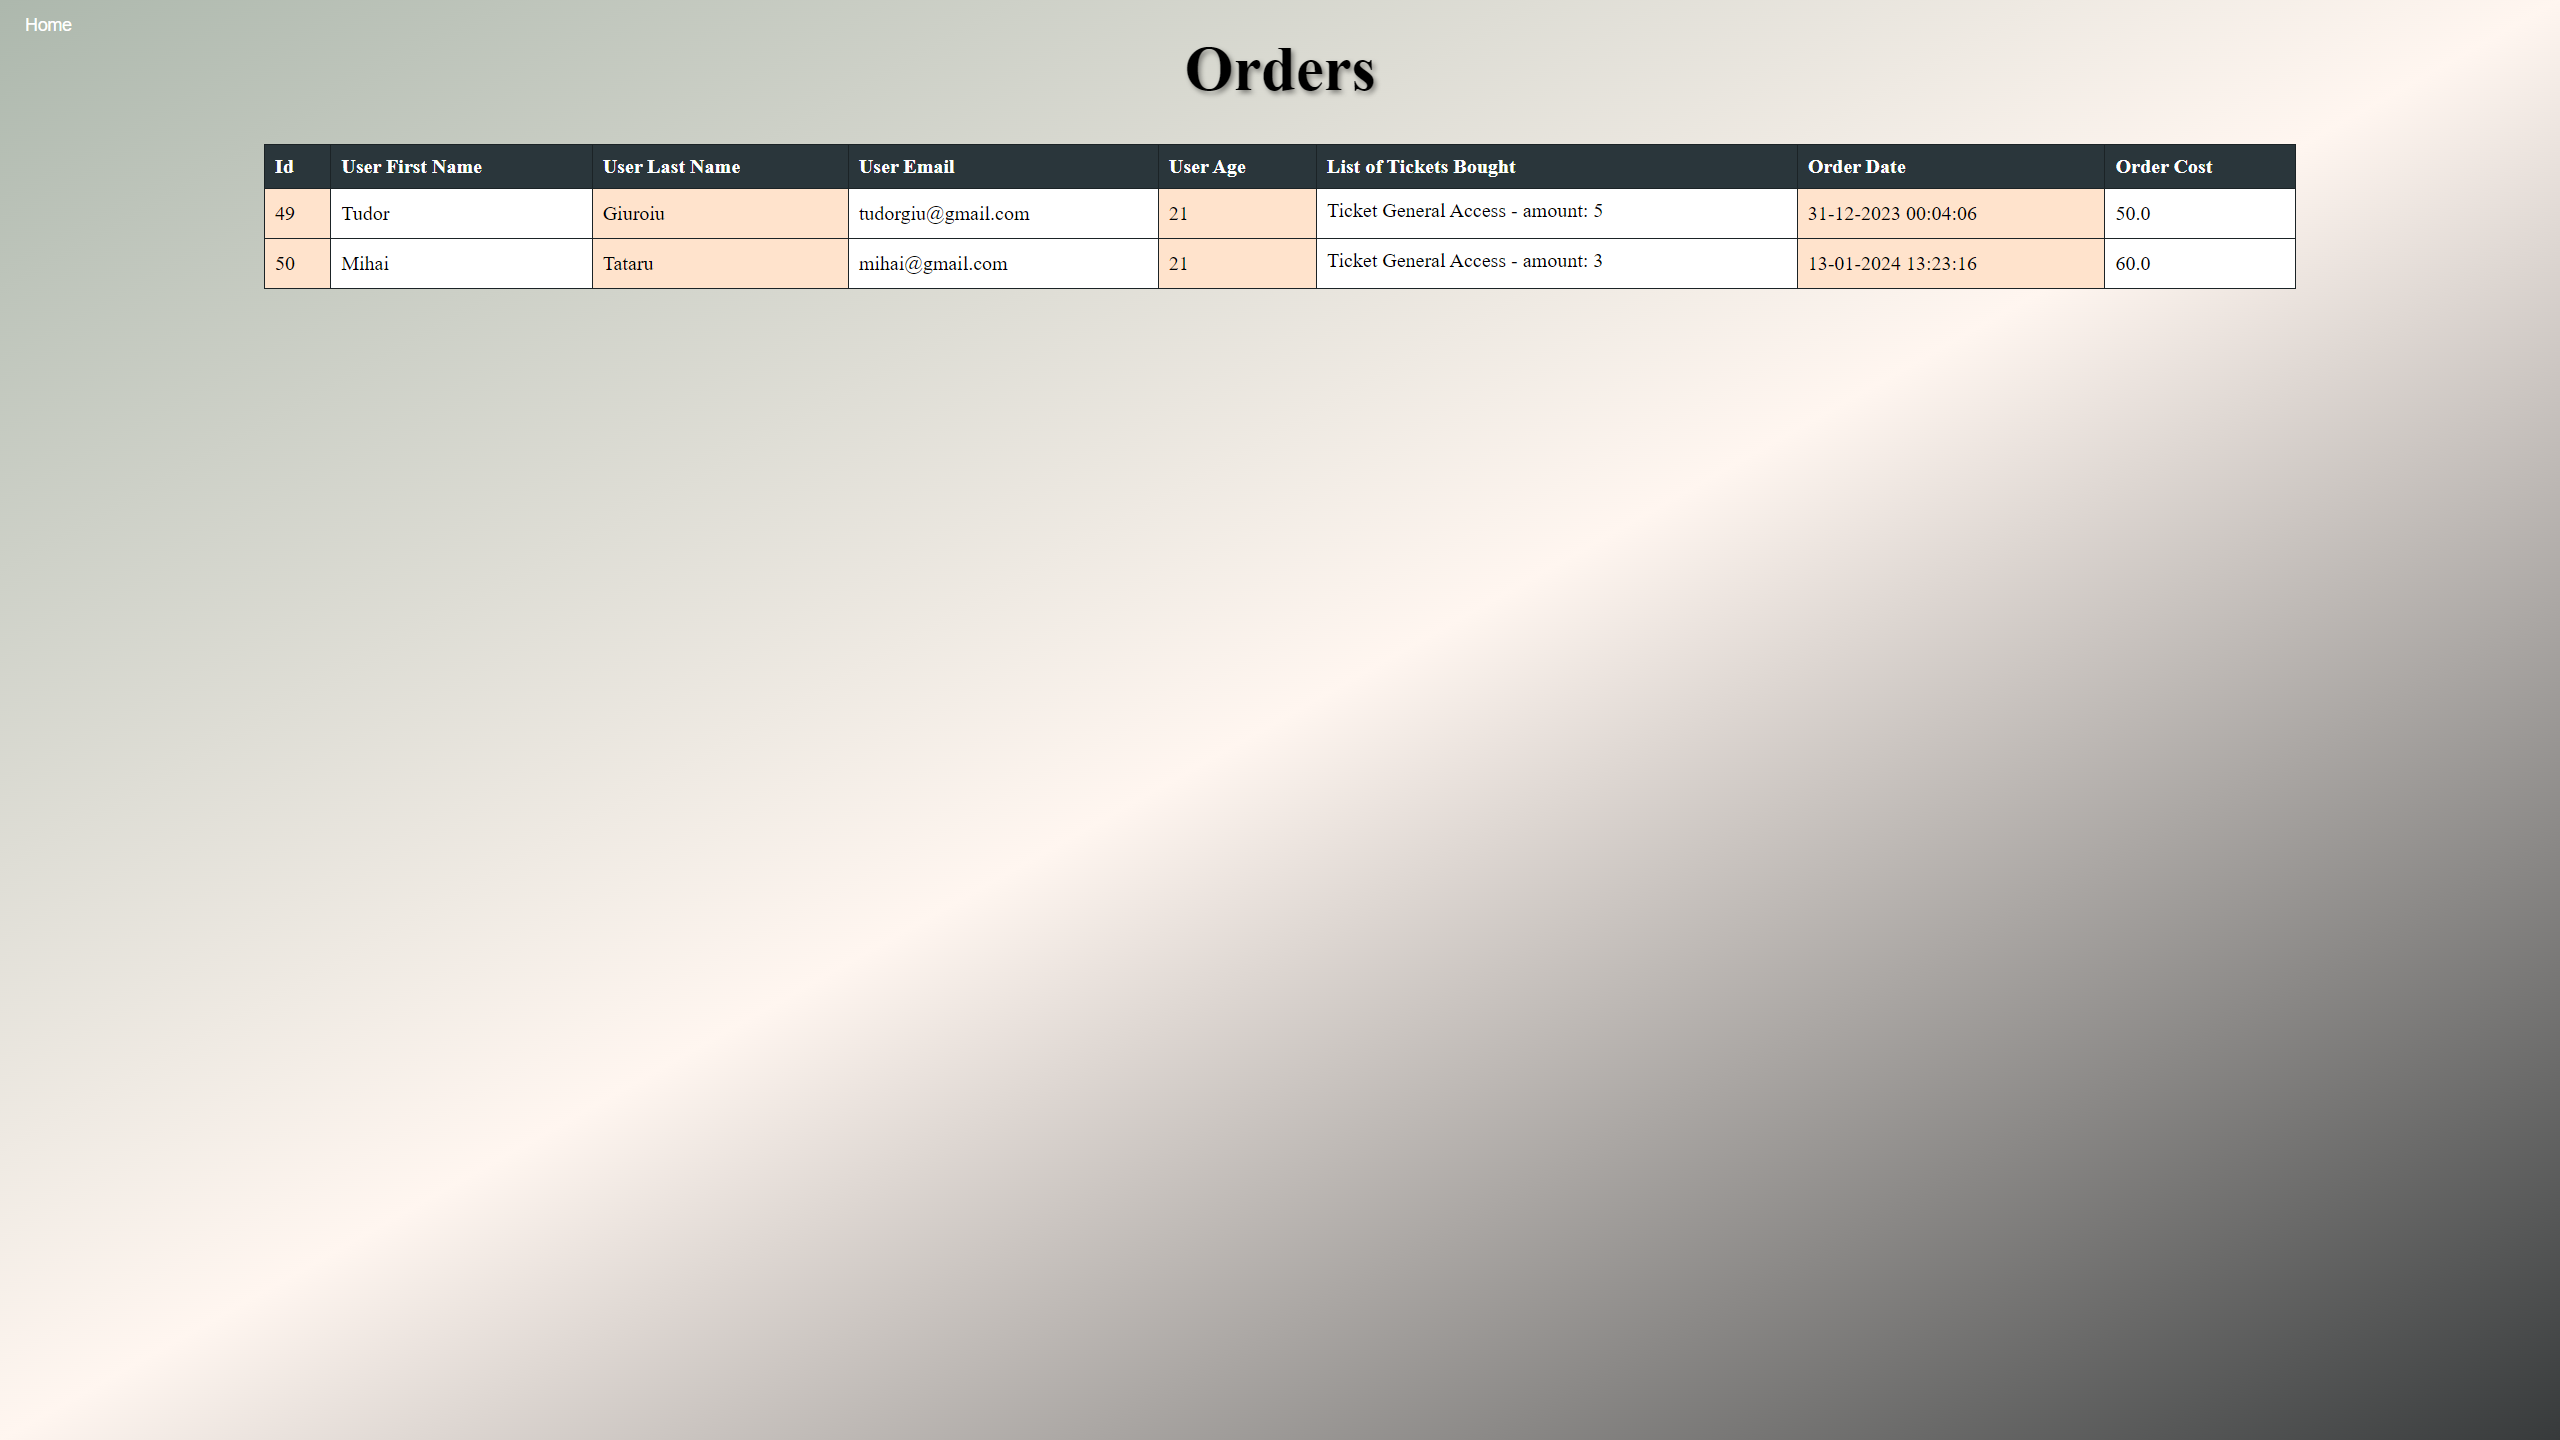 Home
Orders
Id User First Name User Last Name User Email User Age List of Tickets Bought Order Date Order Cost
49 Tudor Giuroiu tudorgiu@gmail.com 21 Ticket General Access - amount: 5 31-12-2023 00:04:06 50.0
50 Mihai Tataru mihai@gmail.com 21 Ticket General Access - amount: 3 13-01-2024 13:23:16 60.0